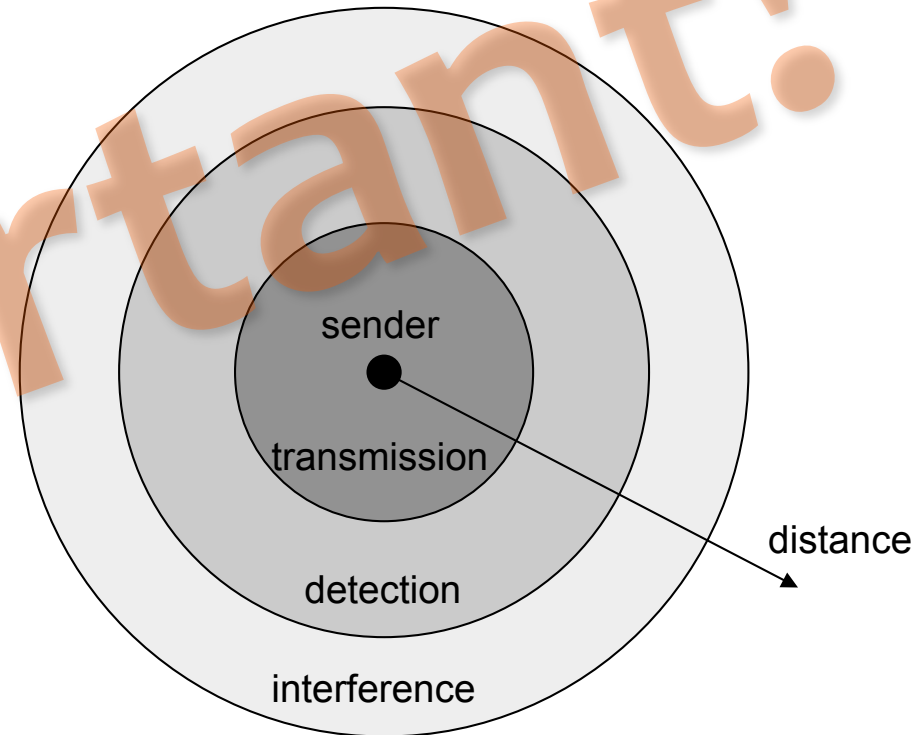 rtant!
sender
transmission
distance
detection
interference